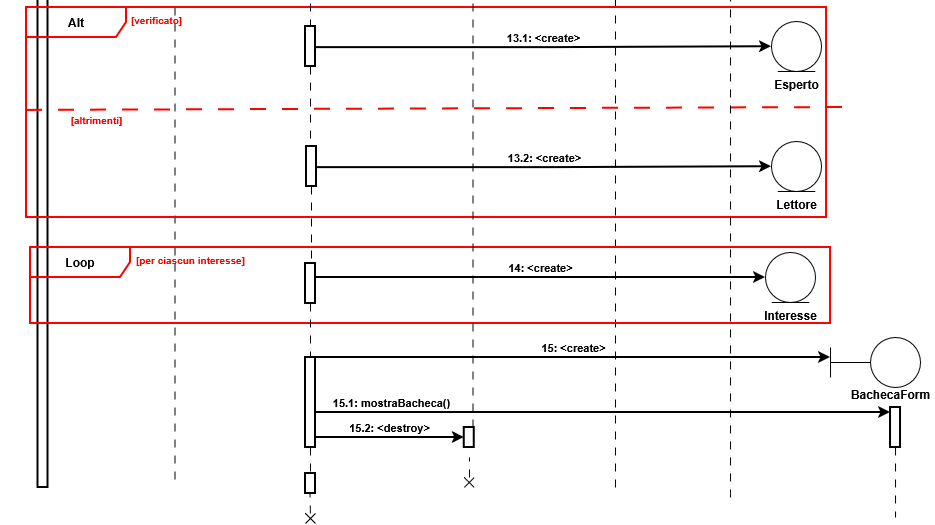 Alt
[verificato]
13.1: <create>
Esperto
[altrimenti]
13.2: <create>
Lettore
Loop
[per ciascun interesse]
14: <create>
Interesse
15: <create>
BachecaForm
15.1: mostraBacheca()
15.2: <destroy>